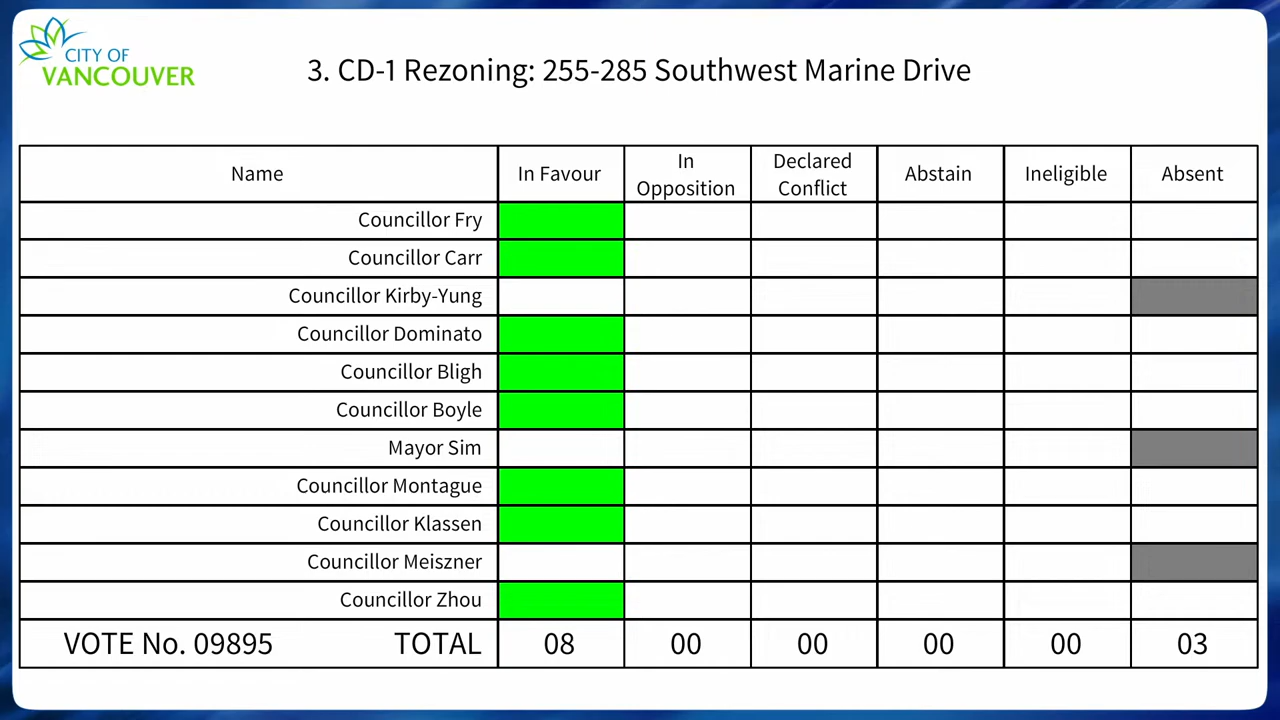 CITY OF
VANCOUVER
3. CD-1 Rezoning: 255-285 Southwest Marine Drive
Name In Favour In Opposition Declared Conflict Abstain Ineligible Absent
Councillor Fry
Councillor Carr
Councillor Kirby-Yung
Councillor Dominato
Councillor Bligh
Councillor Boyle
Mayor Sim
Councillor Montague
Councillor Klassen
Councillor Meiszner
Councillor Zhou
VOTE No. 09895 TOTAL 08 00 00 00 00 03